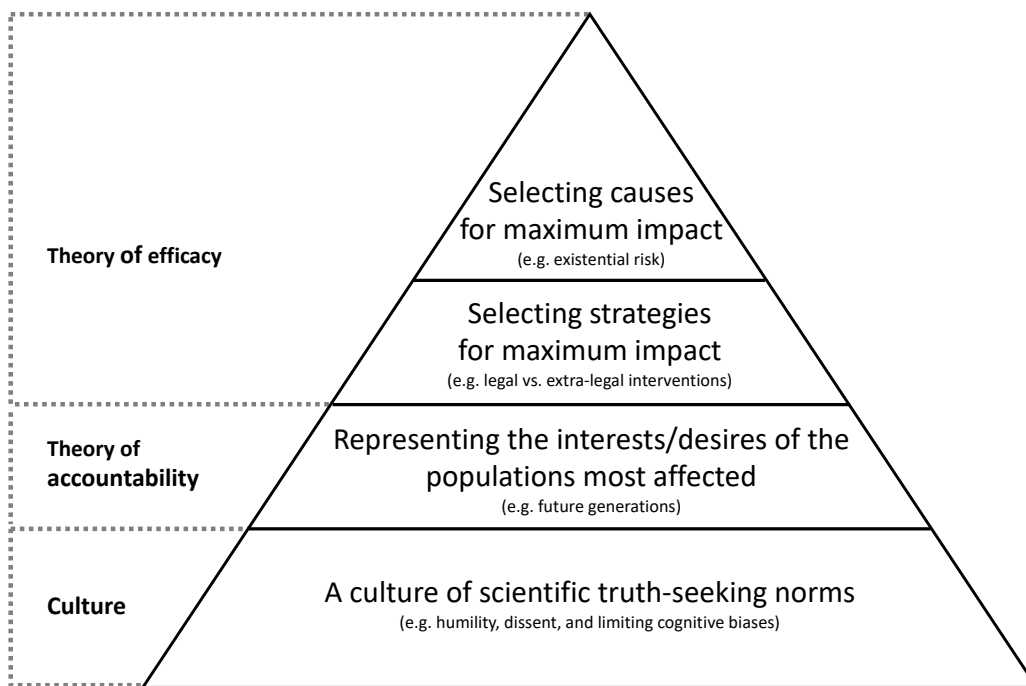 Selecting causes
for maximum impact
(e.g. existential risk)
Theory of efficacy
Selecting strategies
for maximum impact
(e.g. legal vs. extra-legal interventions)
Theory of
accountability
Representing the interests/desires of the
populations most affected
(e.g. future generations)
Culture
A culture of scientific truth-seeking norms
(e.g. humility, dissent, and limiting cognitive biases)